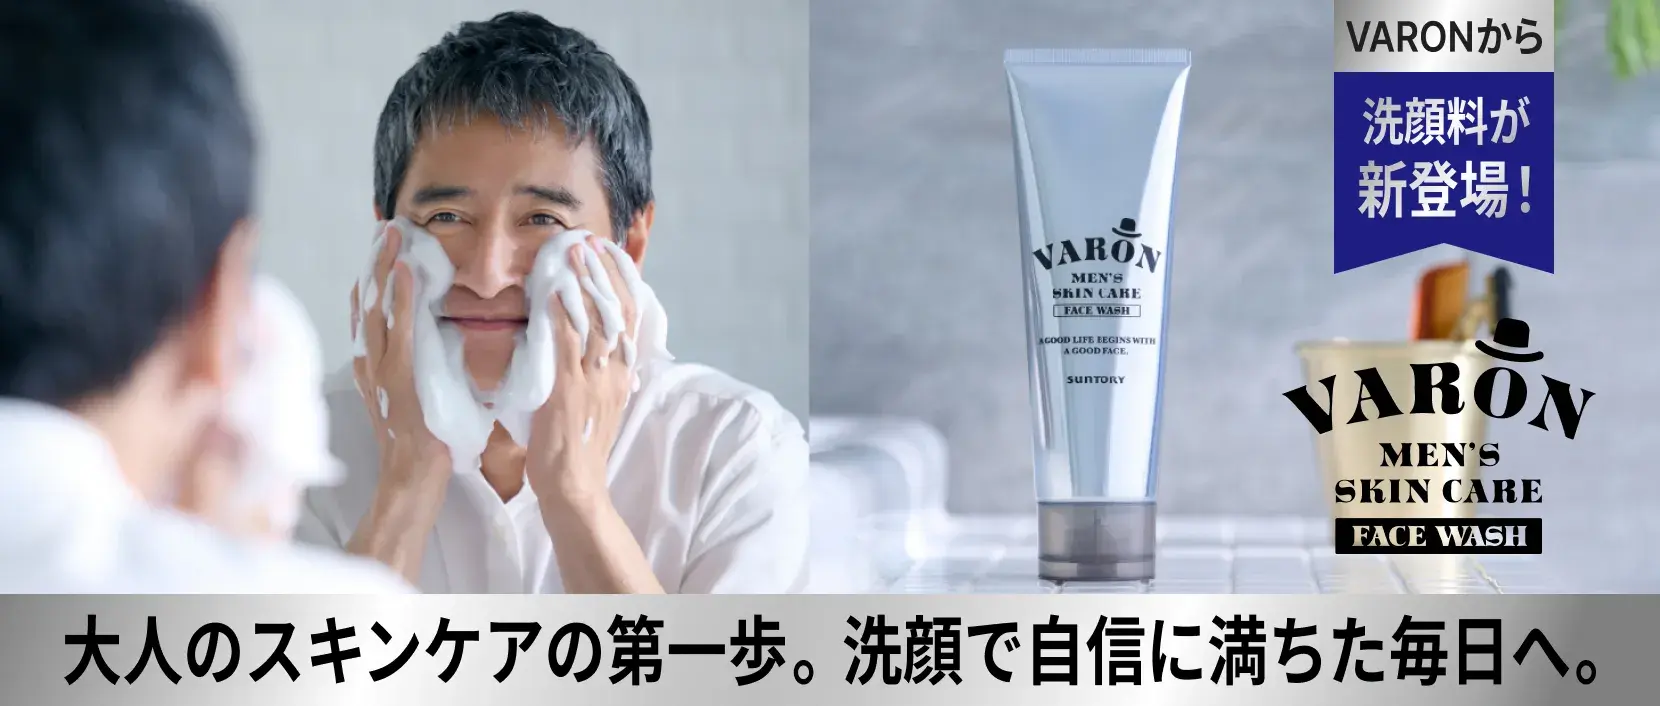 VARONから
洗顔料が
新登場！
VARON
MEN'S
SKIN CARE
FACE WASH
A GOOD LIFE BEGINS WITH
A GOOD FACE.
SUNTORY
VARON
MEN'S
SKIN CARE
FACE WASH
大人のスキンケアの第一歩。洗顔で自信に満ちた毎日へ。